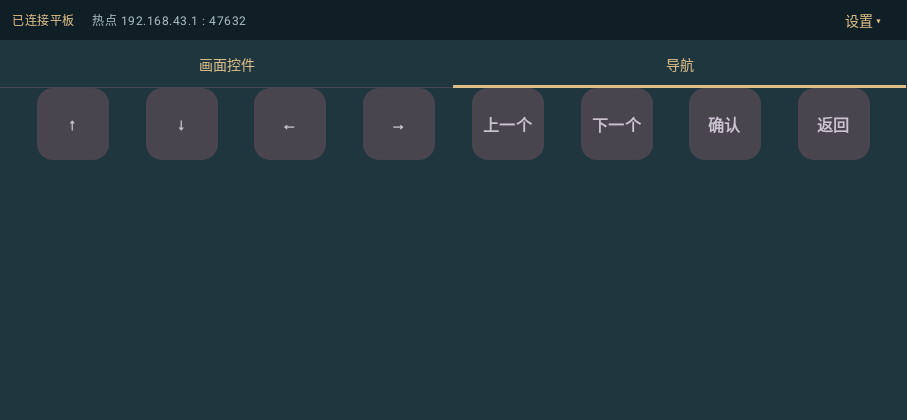 已连接平板 热点 192.168.43.1 : 47632 设置 ▾
画面控件 导航
↑ ↓ ← → 上一个 下一个 确认 返回